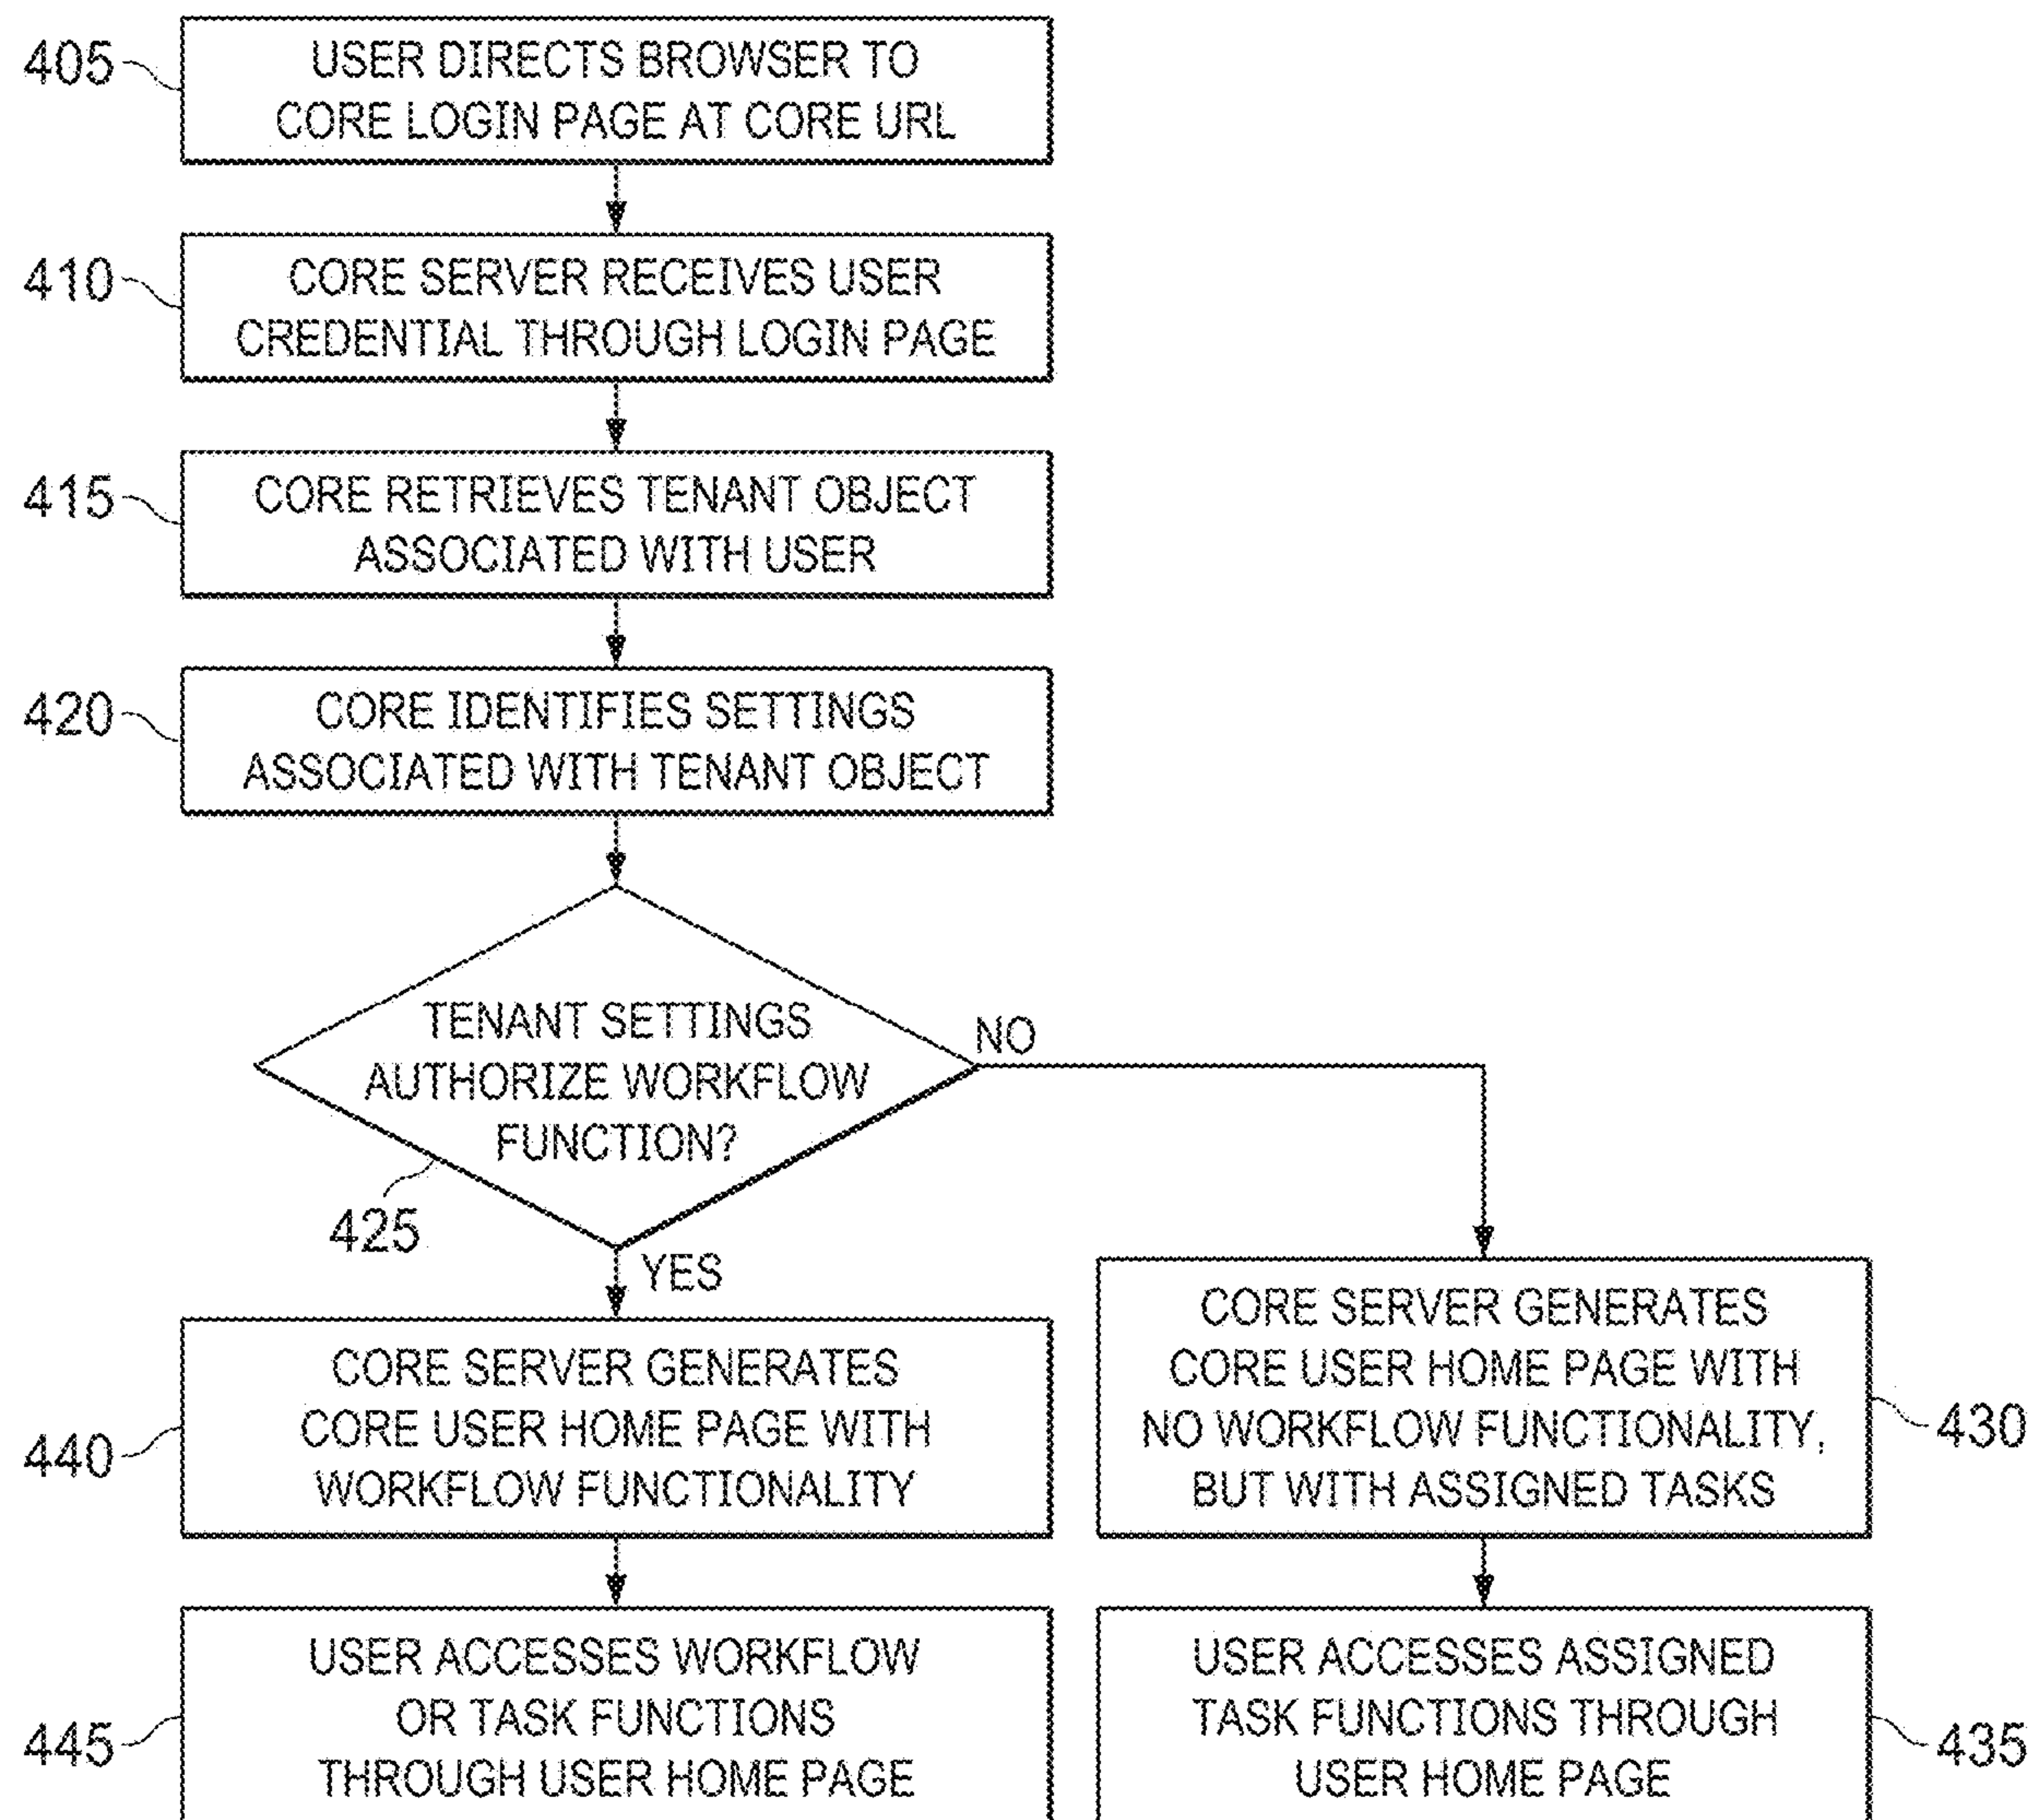 405
USER DIRECTS BROWSER TO
CORE LOGIN PAGE AT CORE URL
410
CORE SERVER RECEIVES USER
CREDENTIAL THROUGH LOGIN PAGE
415
CORE RETRIEVES TENANT OBJECT
ASSOCIATED WITH USER
420
CORE IDENTIFIES SETTINGS
ASSOCIATED WITH TENANT OBJECT
TENANT SETTINGS
AUTHORIZE WORKFLOW
FUNCTION?
425
NO
YES
440
CORE SERVER GENERATES
CORE USER HOME PAGE WITH
WORKFLOW FUNCTIONALITY
CORE SERVER GENERATES
CORE USER HOME PAGE WITH
NO WORKFLOW FUNCTIONALITY,
BUT WITH ASSIGNED TASKS
430
445
USER ACCESSES WORKFLOW
OR TASK FUNCTIONS
THROUGH USER HOME PAGE
USER ACCESSES ASSIGNED
TASK FUNCTIONS THROUGH
USER HOME PAGE
435